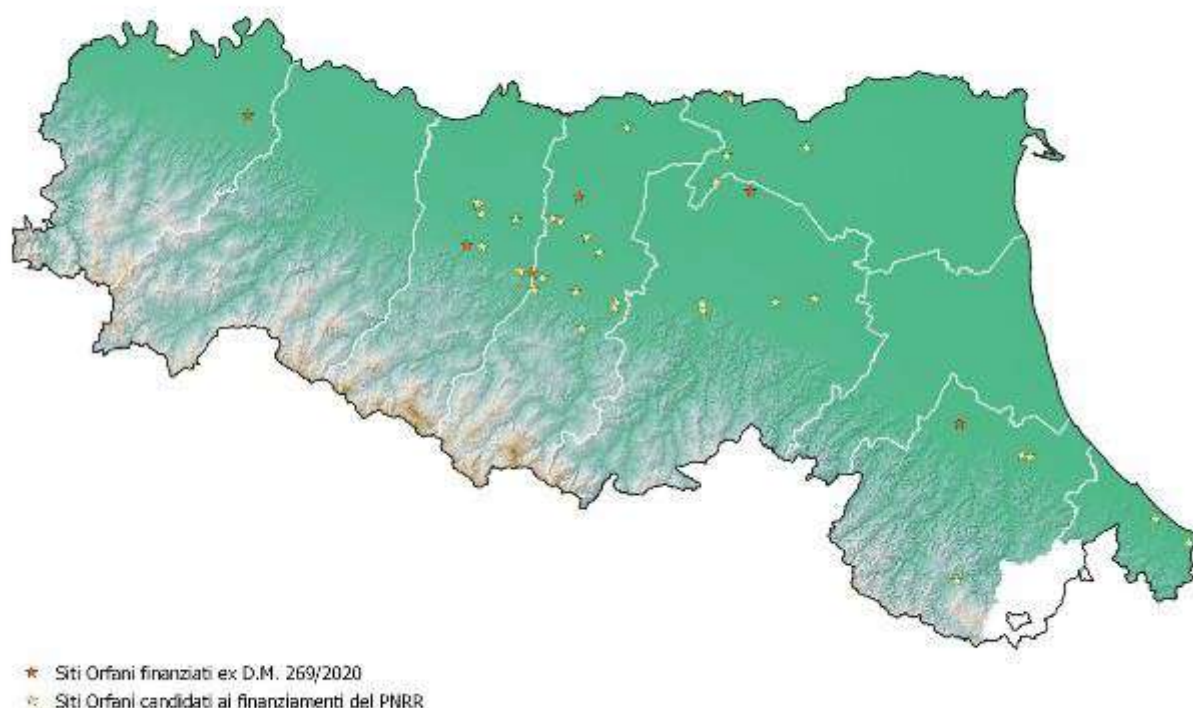 Siti Orfani finanziati ex D.M. 269/2020
Siti Orfani candidati ai finanziamenti del PNRR